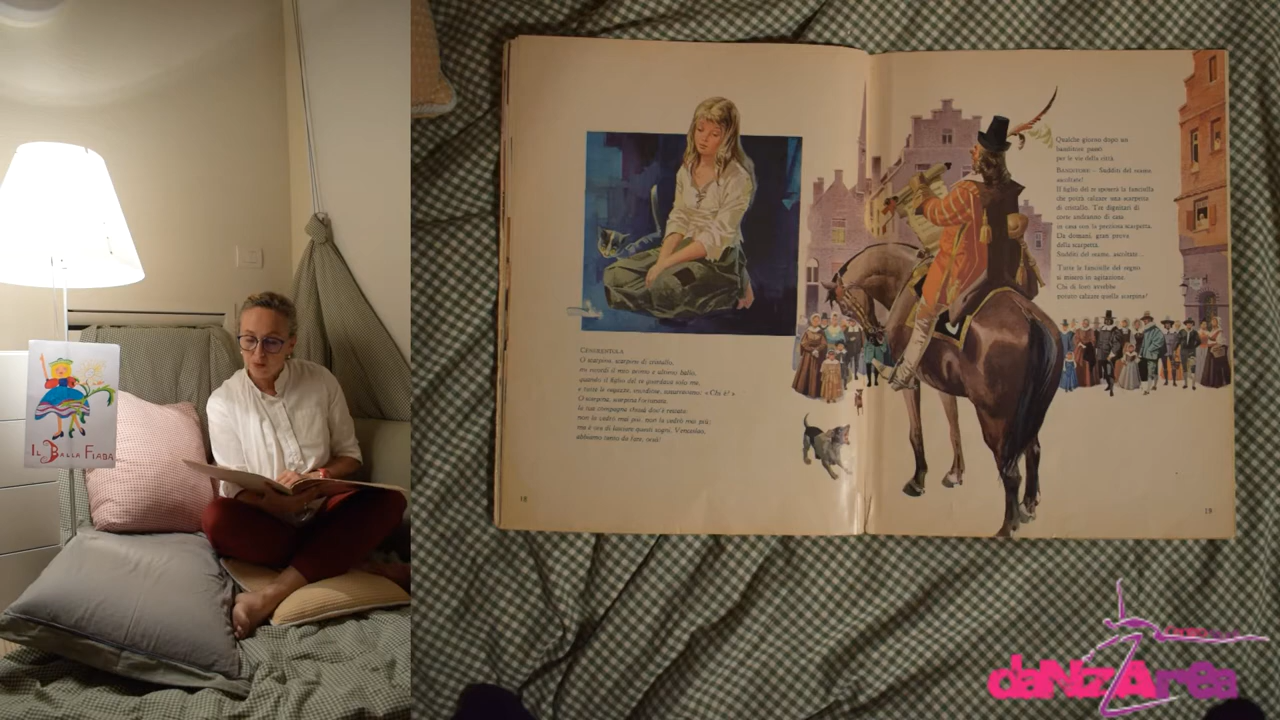 IL BALLA FIABA
CENERENTOLA
O scarpina, scarpina di cristallo,
mi ricordi il mio primo e ultimo ballo,
quando il figlio del re guardava solo me,
e tutte le ragazze, invidiose, sussurravano: «Chi è?»
O scarpina, scarpina fortunata,
la tua compagna chissà dov'è restata:
non la vedrò mai più, non la vedrò mai più;
ma è ora di lasciare questi sogni. Venceslao,
abbiamo tanto da fare, orsù!
18
Qualche giorno dopo un
banditore passò
per le vie della città.
BANDITORE – Sudditi del reame,
ascoltate!
Il figlio del re sposerà la fanciulla
che potrà calzare una scarpetta
di cristallo. Tre dignitari di
corte andranno di casa
in casa con la preziosa scarpetta.
Da domani, gran prova
della scarpetta.
Sudditi del reame, ascoltate...
Tutte le fanciulle del regno
si misero in agitazione.
Chi di loro avrebbe
potuto calzare quella scarpina?
19
daNzArea